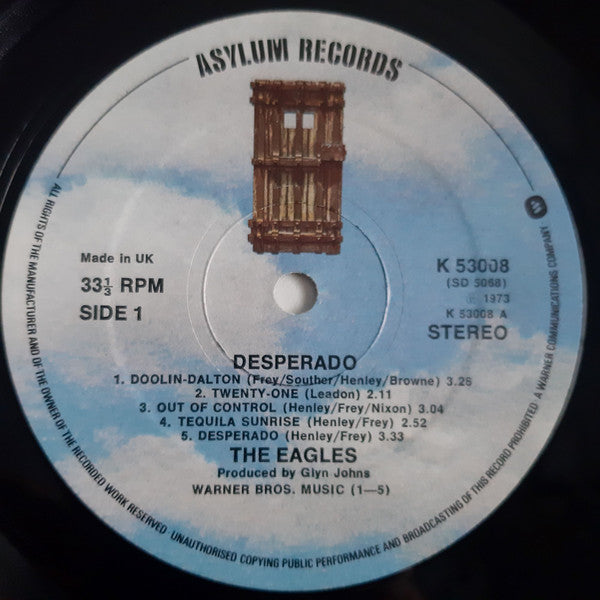 ASYLUM RECORDS
Made in UK
33⅓ RPM
SIDE 1
K 53008
(SD 5068)
℗ 1973
K 53008 A
STEREO
DESPERADO
1. DOOLIN-DALTON (Frey/Souther/Henley/Browne) 3.26
2. TWENTY-ONE (Leadon) 2.11
3. OUT OF CONTROL (Henley/Frey/Nixon) 3.04
4. TEQUILA SUNRISE (Henley/Frey) 2.52
5. DESPERADO (Henley/Frey) 3.33
THE EAGLES
Produced by Glyn Johns
WARNER BROS. MUSIC (1—5)
ALL RIGHTS OF THE MANUFACTURER AND OF THE OWNER OF THE RECORDED WORK RESERVED UNAUTHORISED COPYING PUBLIC PERFORMANCE AND BROADCASTING OF THIS RECORD PROHIBITED A WARNER COMMUNICATIONS COMPANY